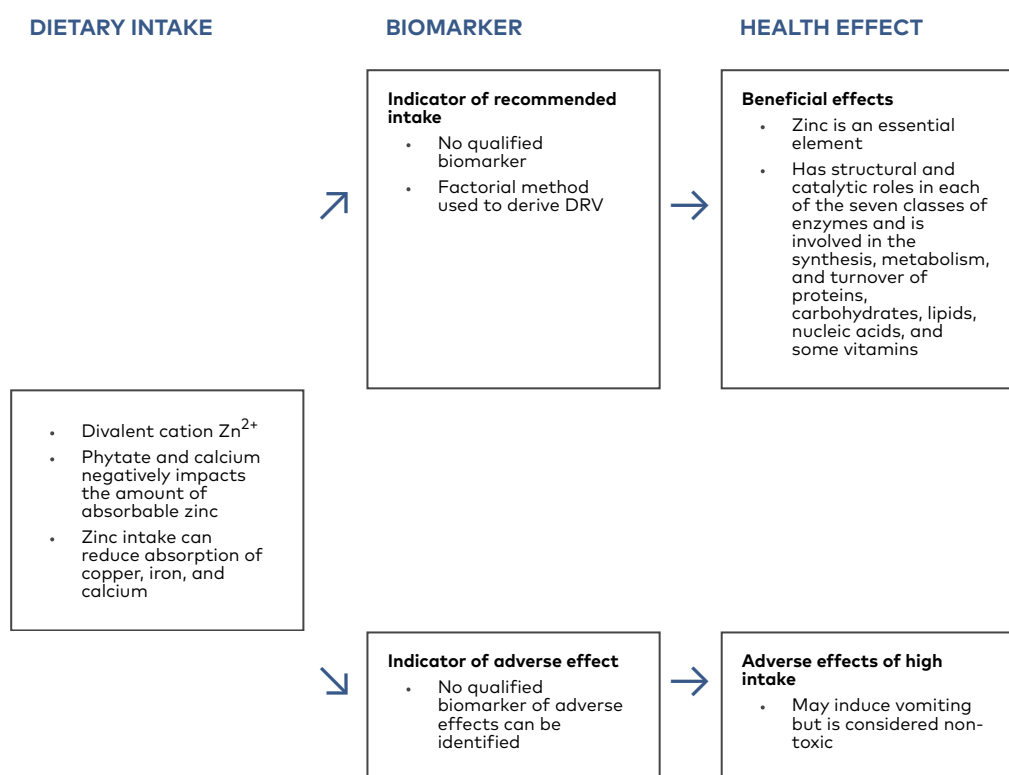 DIETARY INTAKE
BIOMARKER
HEALTH EFFECT
Indicator of recommended
intake
• No qualified
biomarker
• Factorial method
used to derive DRV
Beneficial effects
• Zinc is an essential
element
• Has structural and
catalytic roles in each
of the seven classes of
enzymes and is
involved in the
synthesis, metabolism,
and turnover of
proteins,
carbohydrates, lipids,
nucleic acids, and
some vitamins
• Divalent cation Zn²⁺
• Phytate and calcium
negatively impacts
the amount of
absorbable zinc
• Zinc intake can
reduce absorption of
copper, iron, and
calcium
Indicator of adverse effect
• No qualified
biomarker of adverse
effects can be
identified
Adverse effects of high
intake
• May induce vomiting
but is considered non-
toxic